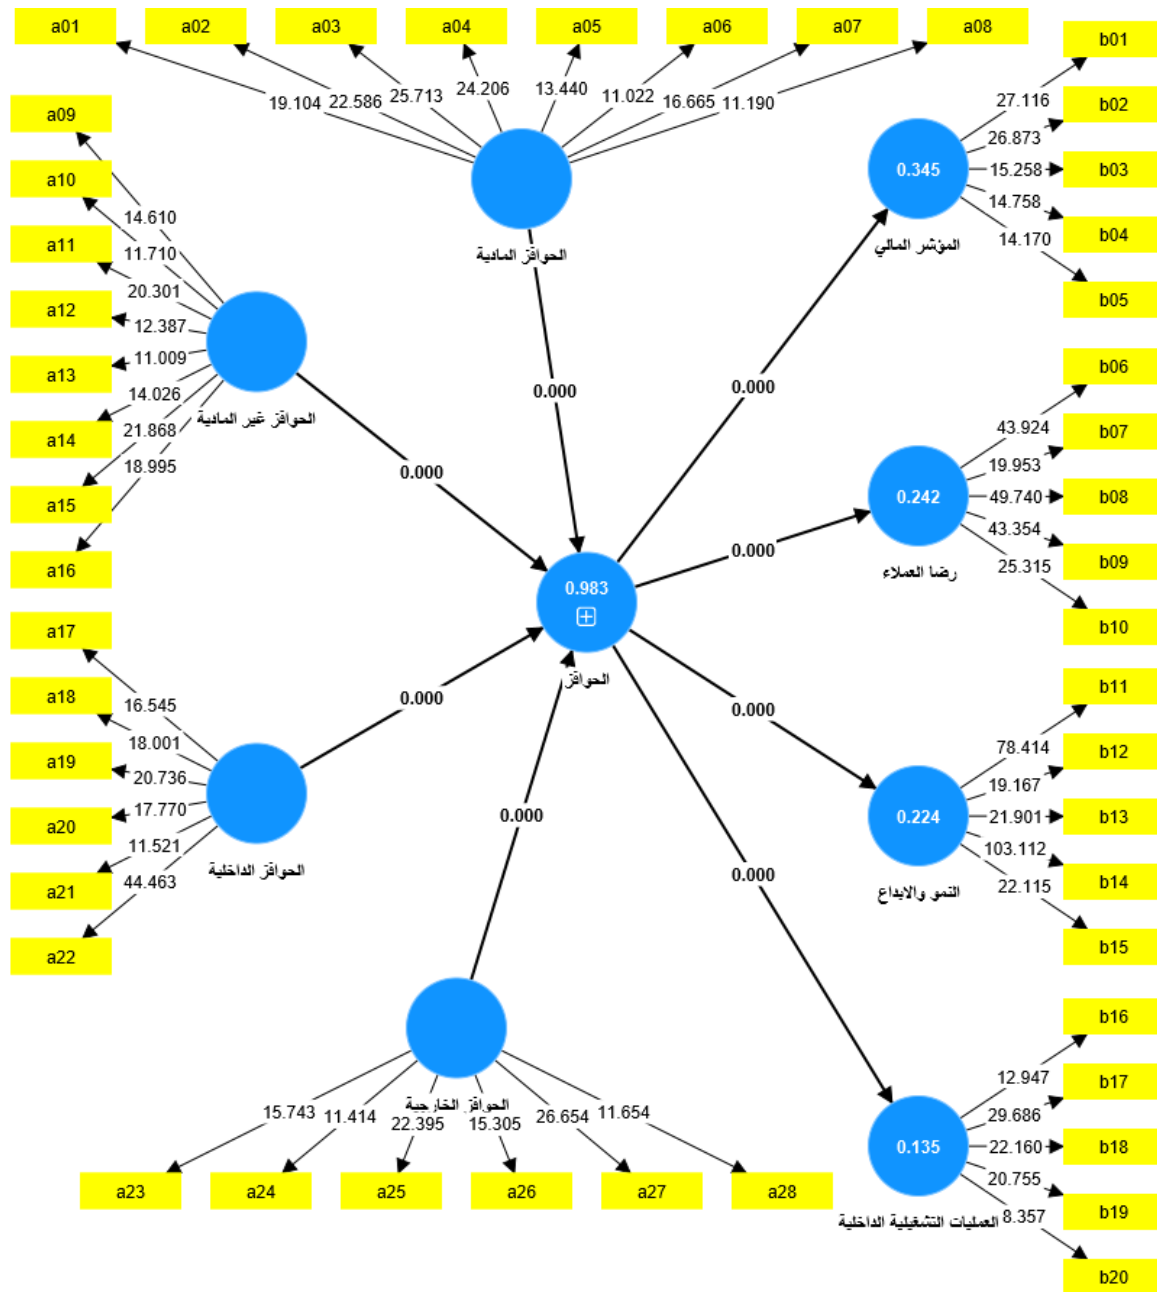 a01
a02
a03
a04
a05
a06
a07
a08
19.104
22.586
25.713
24.206
13.440
11.022
16.665
11.190
الحوافز المادية
a09
a10
a11
a12
a13
a14
a15
a16
14.610
11.710
20.301
12.387
11.009
14.026
21.868
18.995
الحوافز غير المادية
a17
a18
a19
a20
a21
a22
16.545
18.001
20.736
17.770
11.521
44.463
الحوافز الداخلية
الحوافز الخارجية
15.743
11.414
22.395
15.305
26.654
11.654
a23
a24
a25
a26
a27
a28
0.000
0.000
0.000
0.000
0.983
الحوافز
0.000
0.000
0.000
0.000
0.345
المؤشر المالي
27.116
26.873
15.258
14.758
14.170
b01
b02
b03
b04
b05
0.242
رضا العملاء
43.924
19.953
49.740
43.354
25.315
b06
b07
b08
b09
b10
0.224
النمو والابداع
78.414
19.167
21.901
103.112
22.115
b11
b12
b13
b14
b15
0.135
العمليات التشغيلية الداخلية
12.947
29.686
22.160
20.755
8.357
b16
b17
b18
b19
b20